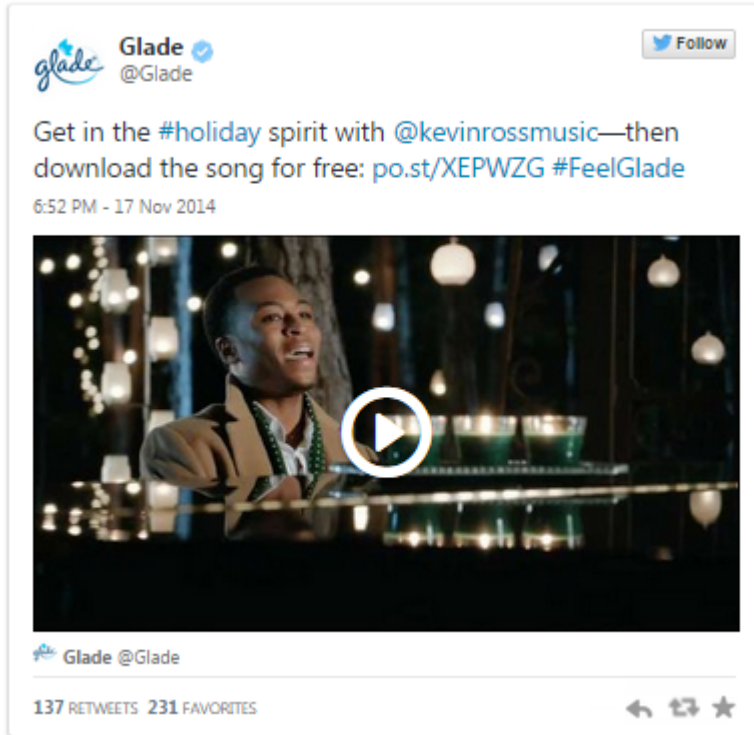 glade
Glade
@Glade
Follow
Get in the #holiday spirit with @kevinrossmusic—then
download the song for free: po.st/XEPWZG #FeelGlade
6:52 PM - 17 Nov 2014
glade Glade @Glade
137 RETWEETS 231 FAVORITES